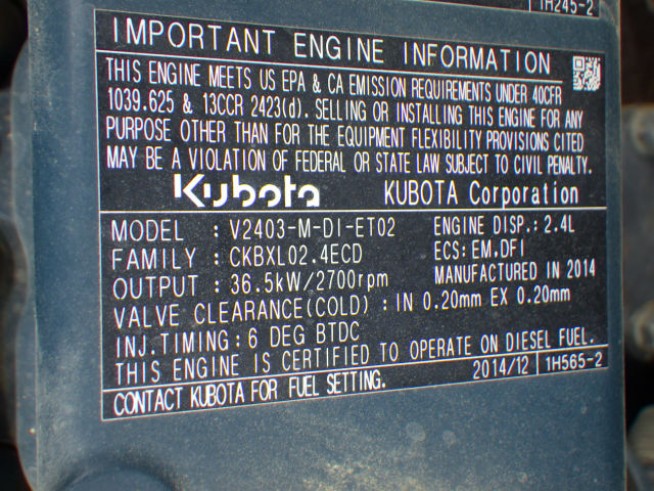 1H245-2
IMPORTANT ENGINE INFORMATION
THIS ENGINE MEETS US EPA & CA EMISSION REQUIREMENTS UNDER 40CFR
1039.625 & 13CCR 2423(d). SELLING OR INSTALLING THIS ENGINE FOR ANY
PURPOSE OTHER THAN FOR THE EQUIPMENT FLEXIBILITY PROVISIONS CITED
MAY BE A VIOLATION OF FEDERAL OR STATE LAW SUBJECT TO CIVIL PENALTY.
Kubota KUBOTA Corporation
MODEL : V2403-M-DI-ET02 ENGINE DISP.:2.4L
FAMILY : CKBXL02.4ECD ECS:EM,DFI
OUTPUT : 36.5kW/2700rpm MANUFACTURED IN 2014
VALVE CLEARANCE(COLD) : IN 0.20mm EX 0.20mm
INJ.TIMING:6 DEG BTDC
THIS ENGINE IS CERTIFIED TO OPERATE ON DIESEL FUEL.
CONTACT KUBOTA FOR FUEL SETTING. 2014/12 1H565-2